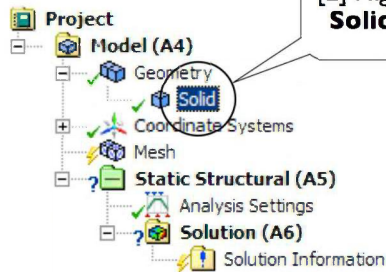 Solid
Project
Model (A4)
Geometry
Solid
Coordinate Systems
Mesh
Static Structural (A5)
Analysis Settings
Solution (A6)
Solution Information